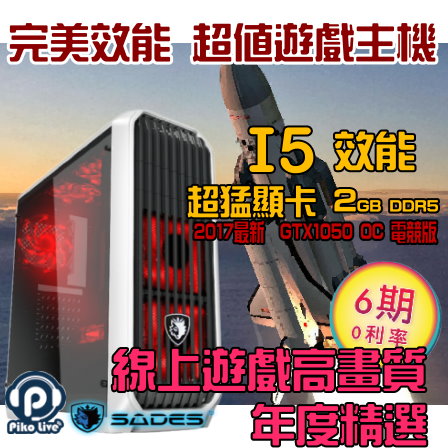 完美效能 超值遊戲主機
I5 效能
超猛顯卡 2GB DDR5
2017最新 GTX1050 OC 電競版
6期
0利率
線上遊戲高畫質
年度精選
Piko Live
SADES